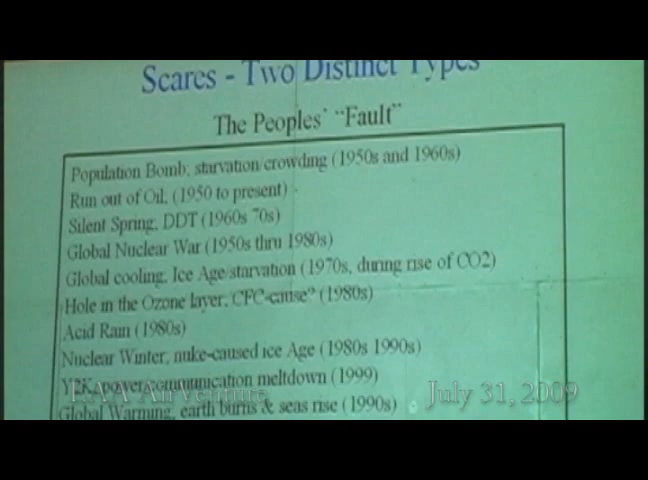 Scares - Two Distinct Types
The Peoples' "Fault"
Population Bomb; starvation/crowding (1950s and 1960s)
Run out of Oil, (1950 to present)
Silent Spring, DDT (1960s 70s)
Global Nuclear War (1950s thru 1980s)
Global cooling, Ice Age/starvation (1970s, during rise of CO2)
Hole in the Ozone layer, CFC-cause? (1980s)
Acid Rain (1980s)
Nuclear Winter, nuke-caused ice Age (1980s 1990s)
Y2K, power/communication meltdown (1999)
EAA AirVenture July 31, 2009
Global Warming, earth burns & seas rise (1990s)